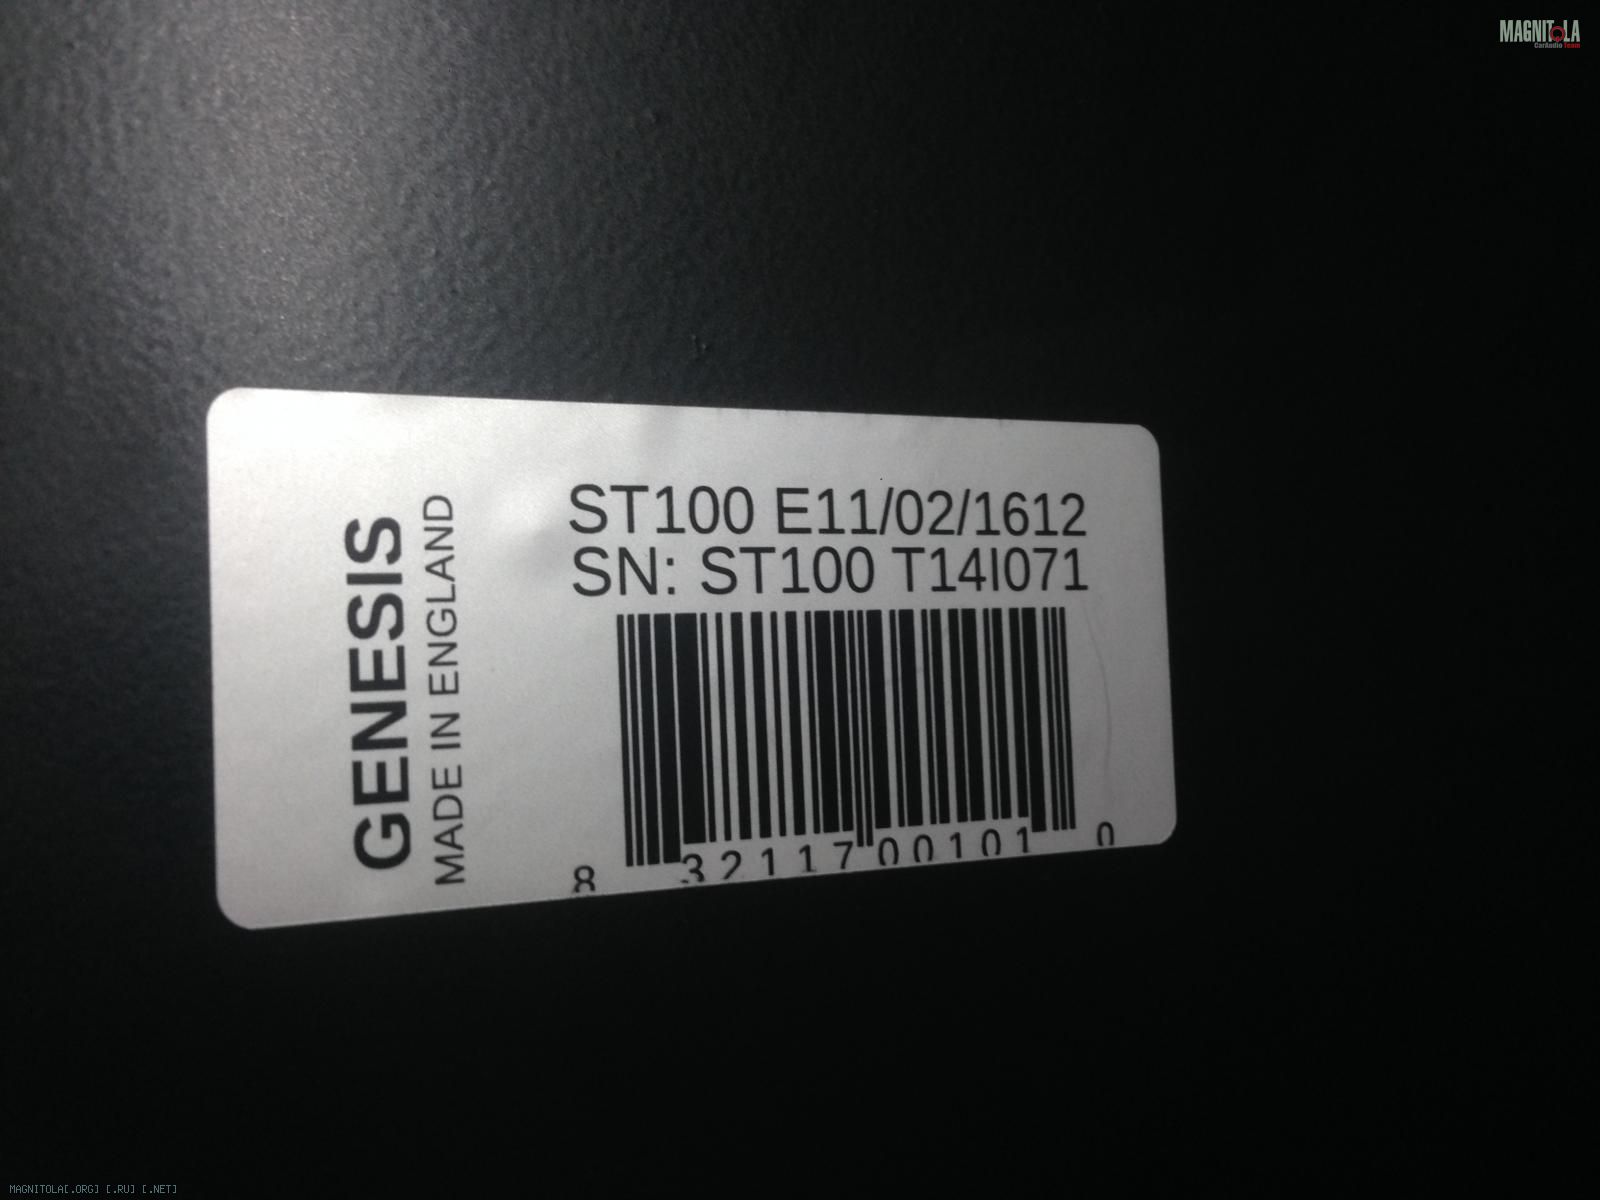 MAGNITOLA
CarAudio Team
GENESIS
MADE IN ENGLAND
ST100 E11/02/1612
SN: ST100 T14I071
8 32117 00101 0
MAGNITOLA[.ORG] [.RU] [.NET]